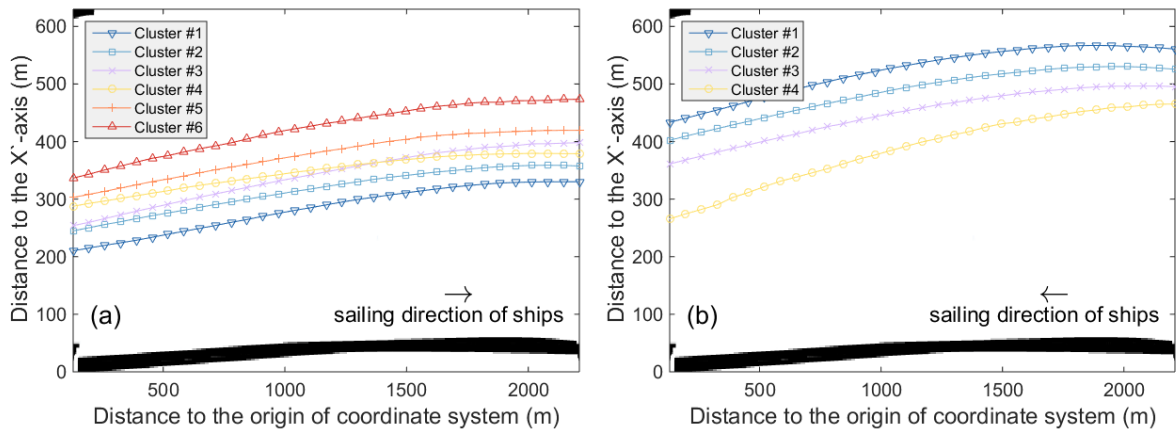 600
500
400
300
200
100
0
Distance to the X`-axis (m)
Cluster #1
Cluster #2
Cluster #3
Cluster #4
Cluster #5
Cluster #6
(a)
→
sailing direction of ships
500
1000
1500
2000
Distance to the origin of coordinate system (m)
600
500
400
300
200
100
0
Distance to the X`-axis (m)
Cluster #1
Cluster #2
Cluster #3
Cluster #4
(b)
←
sailing direction of ships
500
1000
1500
2000
Distance to the origin of coordinate system (m)